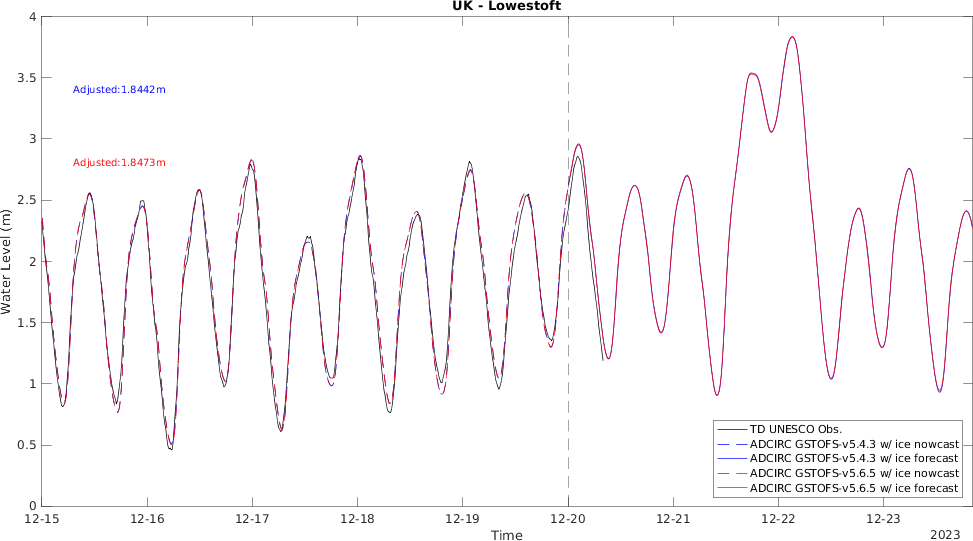 UK - Lowestoft
4
3.5
3
2.5
2
1.5
1
0.5
0
Water Level (m)
Adjusted:1.8442m
Adjusted:1.8473m
TD UNESCO Obs.
ADCIRC GSTOFS-v5.4.3 w/ ice nowcast
ADCIRC GSTOFS-v5.4.3 w/ ice forecast
ADCIRC GSTOFS-v5.6.5 w/ ice nowcast
ADCIRC GSTOFS-v5.6.5 w/ ice forecast
12-15 12-16 12-17 12-18 12-19 12-20 12-21 12-22 12-23
Time
2023